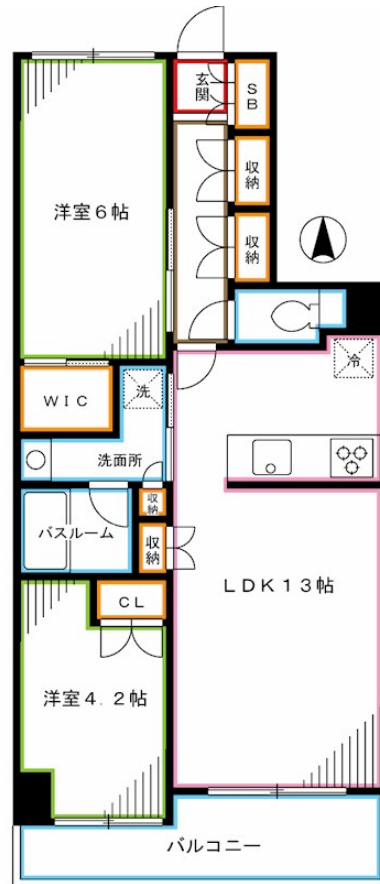 玄
関
SB
収納
洋室6帖
収納
冷
WIC
洗
洗面所
収納
バスルーム
収納
LDK13帖
CL
洋室4.2帖
バルコニー